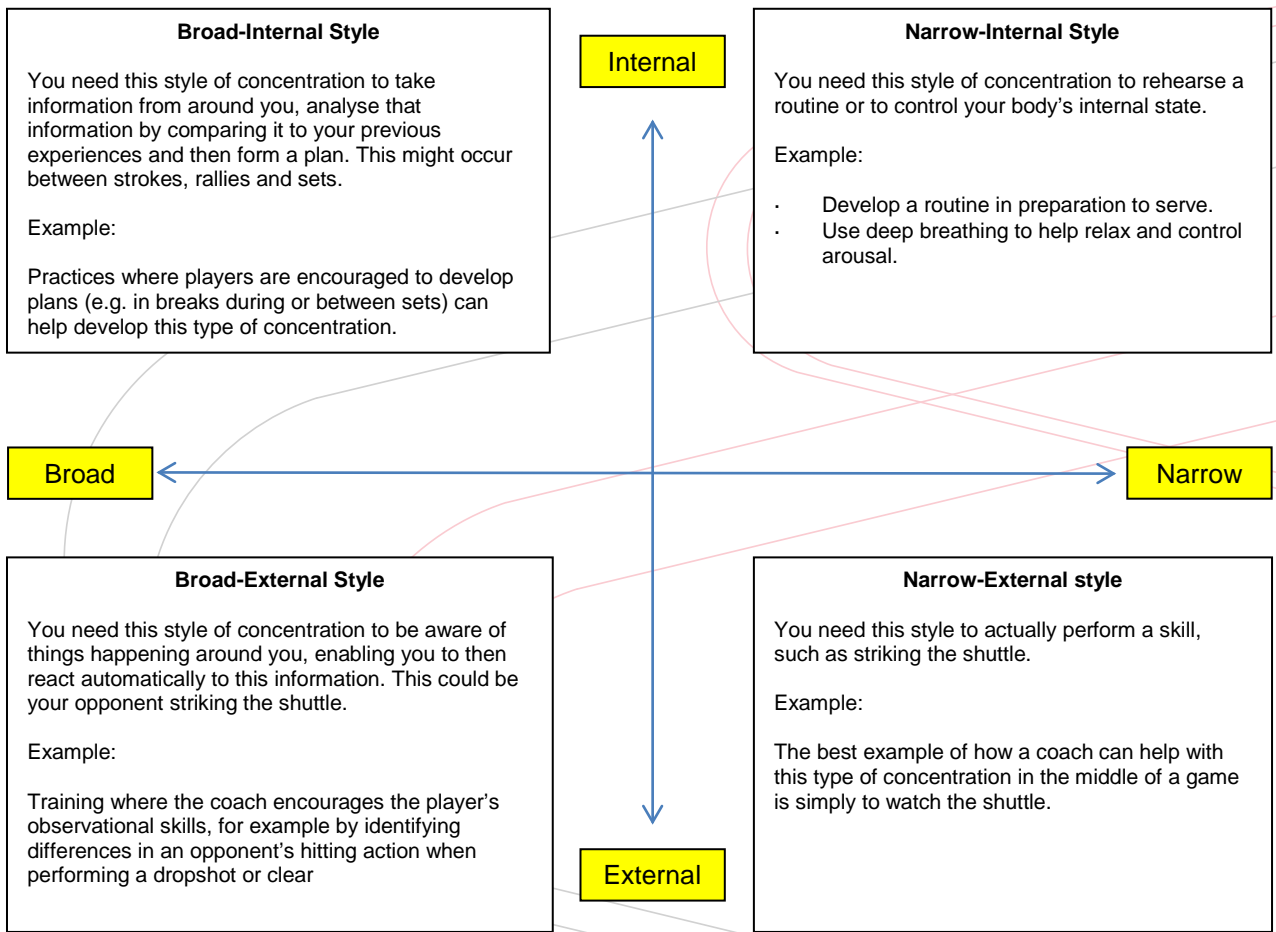 Broad-Internal Style
You need this style of concentration to take
information from around you, analyse that
information by comparing it to your previous
experiences and then form a plan. This might occur
between strokes, rallies and sets.
Example:
Practices where players are encouraged to develop
plans (e.g. in breaks during or between sets) can
help develop this type of concentration.
Internal
Narrow-Internal Style
You need this style of concentration to rehearse a
routine or to control your body's internal state.
Example:
· Develop a routine in preparation to serve.
· Use deep breathing to help relax and control
arousal.
Broad
Narrow
Broad-External Style
You need this style of concentration to be aware of
things happening around you, enabling you to then
react automatically to this information. This could be
your opponent striking the shuttle.
Example:
Training where the coach encourages the player's
observational skills, for example by identifying
differences in an opponent's hitting action when
performing a dropshot or clear
External
Narrow-External style
You need this style to actually perform a skill,
such as striking the shuttle.
Example:
The best example of how a coach can help with
this type of concentration in the middle of a game
is simply to watch the shuttle.